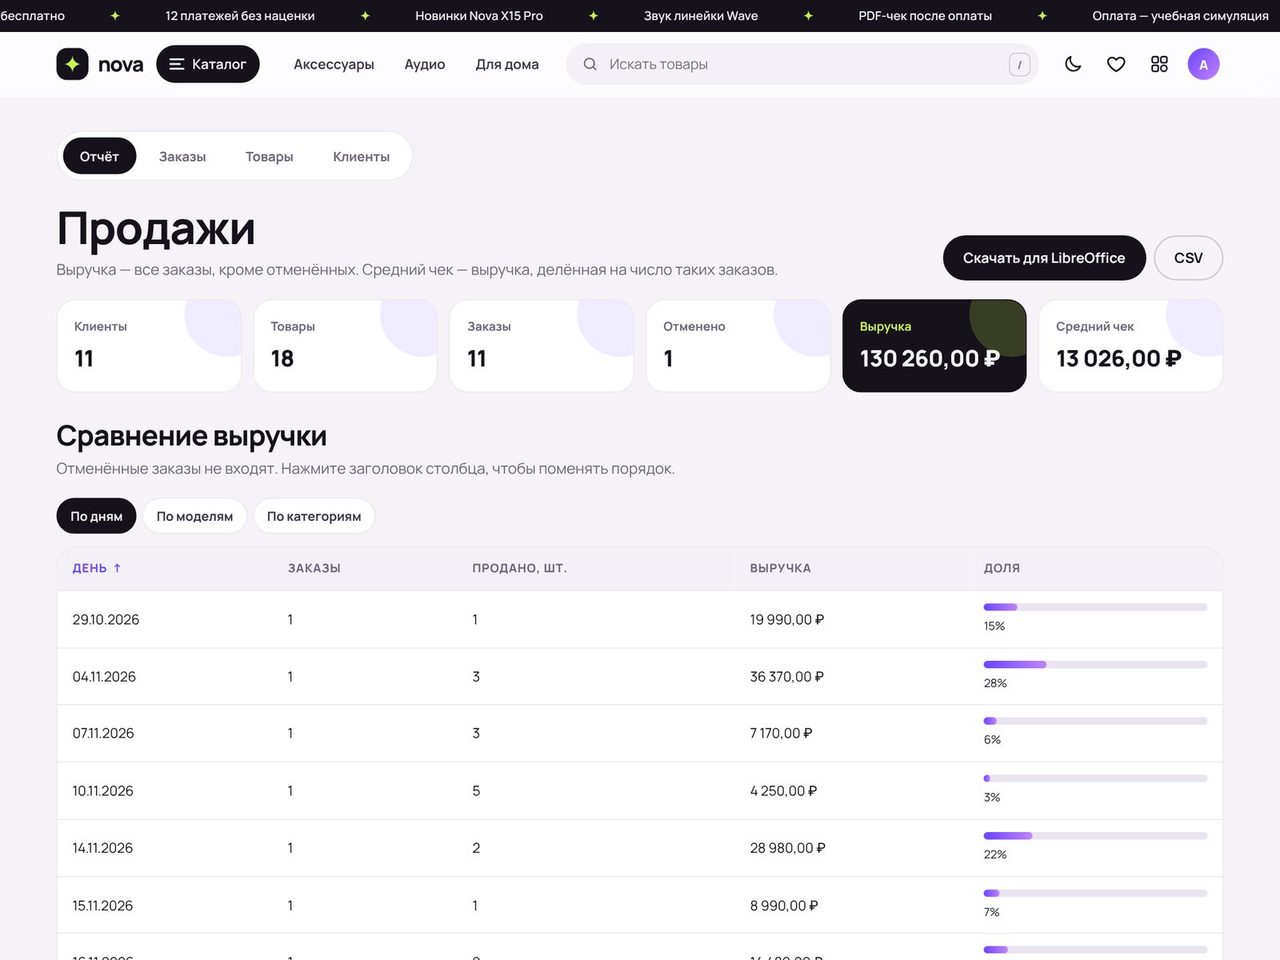 бесплатно ✦ 12 платежей без наценки ✦ Новинки Nova X15 Pro ✦ Звук линейки Wave ✦ PDF-чек после оплаты ✦ Оплата — учебная симуляция
nova Каталог Аксессуары Аудио Для дома Искать товары / A
Отчёт Заказы Товары Клиенты
Продажи
Выручка — все заказы, кроме отменённых. Средний чек — выручка, делённая на число таких заказов.
Скачать для LibreOffice CSV
Клиенты Товары Заказы Отменено Выручка Средний чек
11 18 11 1 130 260,00 ₽ 13 026,00 ₽
Сравнение выручки
Отменённые заказы не входят. Нажмите заголовок столбца, чтобы поменять порядок.
По дням По моделям По категориям
ДЕНЬ ↑ ЗАКАЗЫ ПРОДАНО, ШТ. ВЫРУЧКА ДОЛЯ
29.10.2026 1 1 19 990,00 ₽ 15%
04.11.2026 1 3 36 370,00 ₽ 28%
07.11.2026 1 3 7 170,00 ₽ 6%
10.11.2026 1 5 4 250,00 ₽ 3%
14.11.2026 1 2 28 980,00 ₽ 22%
15.11.2026 1 1 8 990,00 ₽ 7%